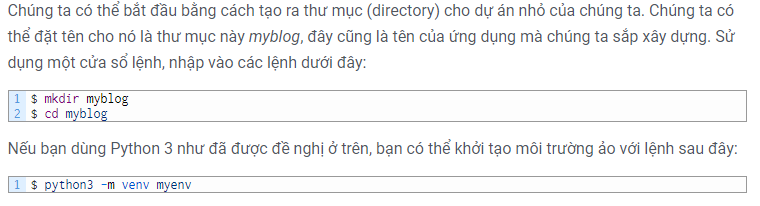 Chúng ta có thể bắt đầu bằng cách tạo ra thư mục (directory) cho dự án nhỏ của chúng ta. Chúng ta có
thể đặt tên cho nó là thư mục này myblog, đây cũng là tên của ứng dụng mà chúng ta sắp xây dựng. Sử
dụng một cửa sổ lệnh, nhập vào các lệnh dưới đây:
1 $ mkdir myblog
2 $ cd myblog
Nếu bạn dùng Python 3 như đã được đề nghị ở trên, bạn có thể khởi tạo môi trường ảo với lệnh sau đây:
1 $ python3 -m venv myenv